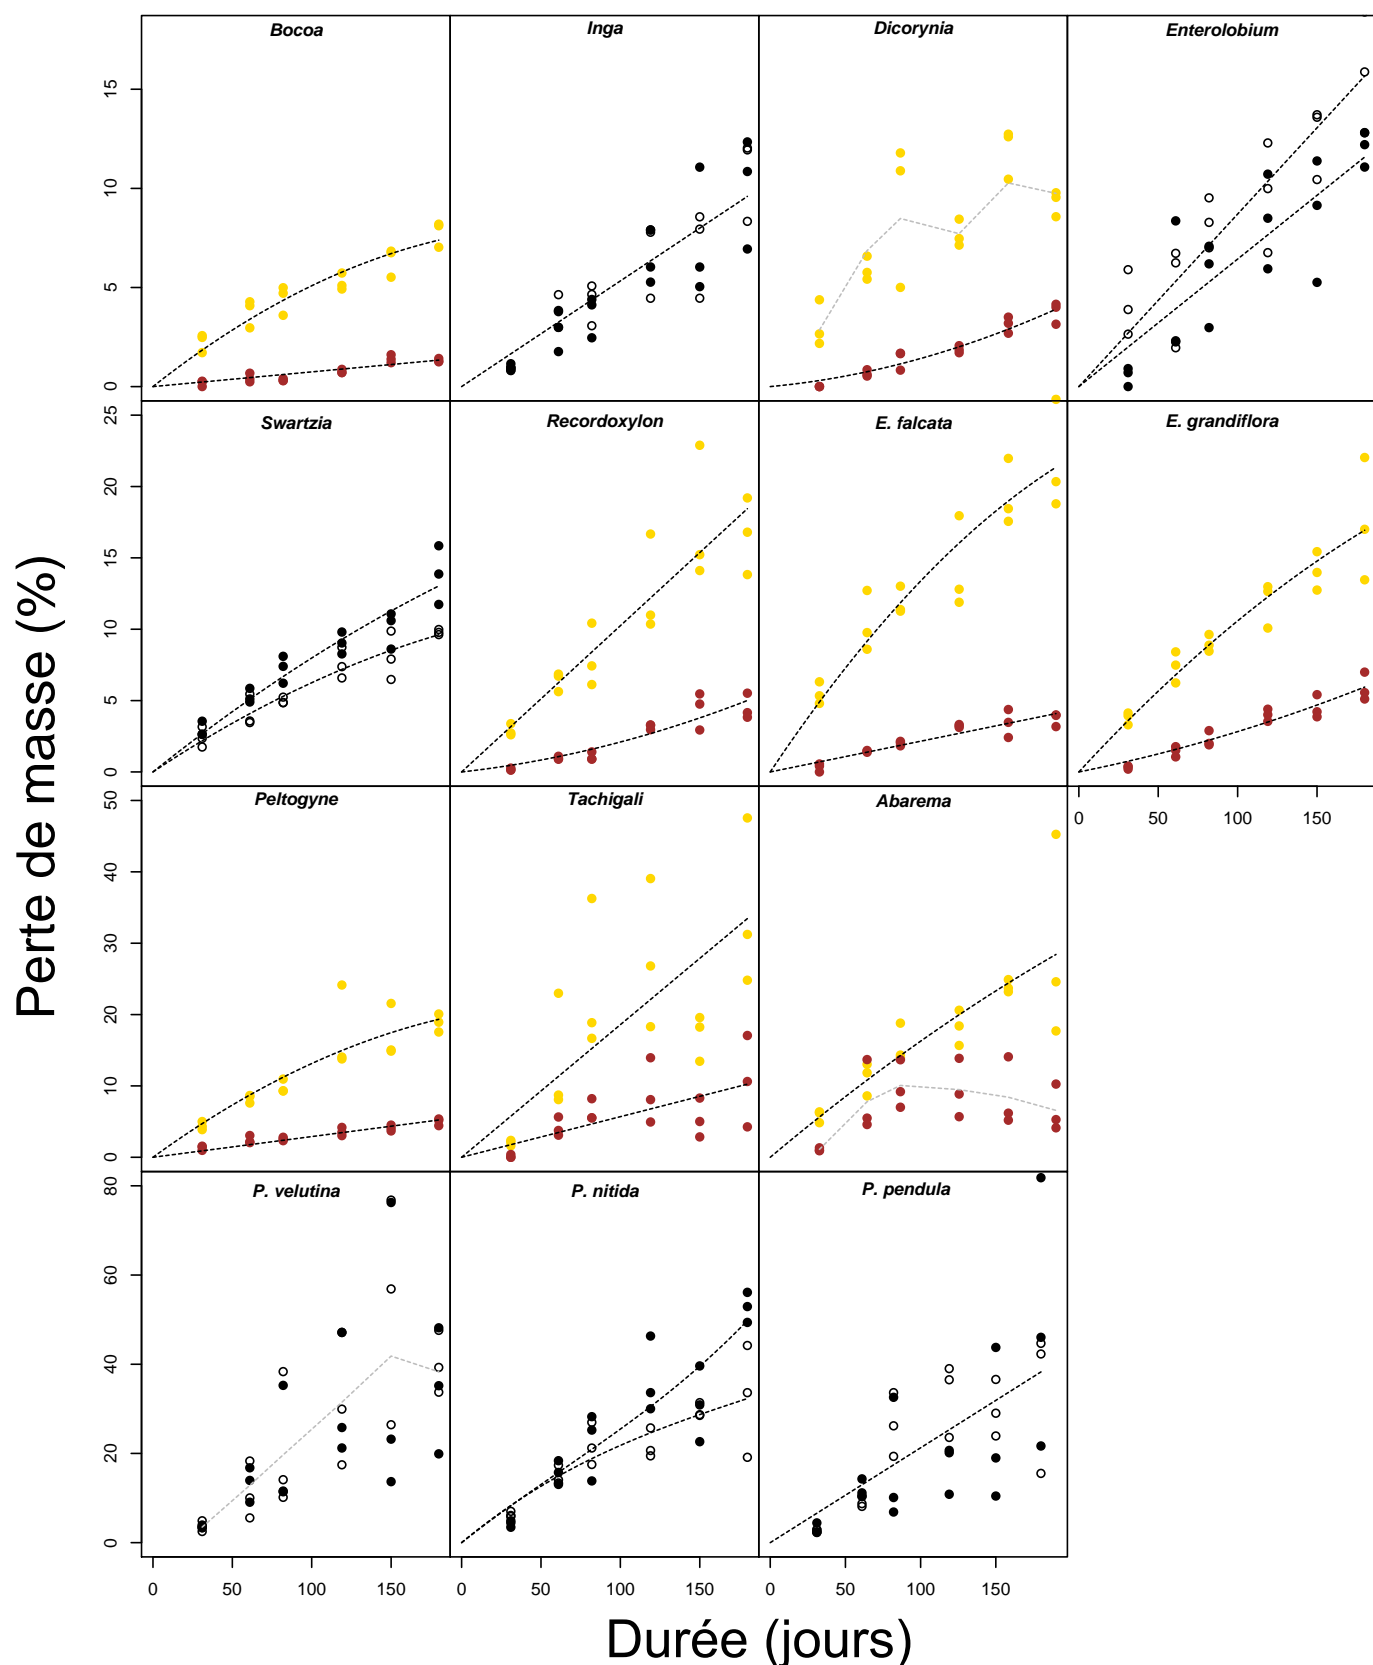 Bocoa Inga Dicorynia Enterolobium
15
10
5
0
Swartzia Recordoxylon E. falcata E. grandiflora
25
20
15
10
5
0
Peltogyne Tachigali Abarema
0 50 100 150
50
40
30
20
10
0
P. velutina P. nitida P. pendula
80
60
40
20
0
0 50 100 150 0 50 100 150 0 50 100 150
Perte de masse (%)
Durée (jours)